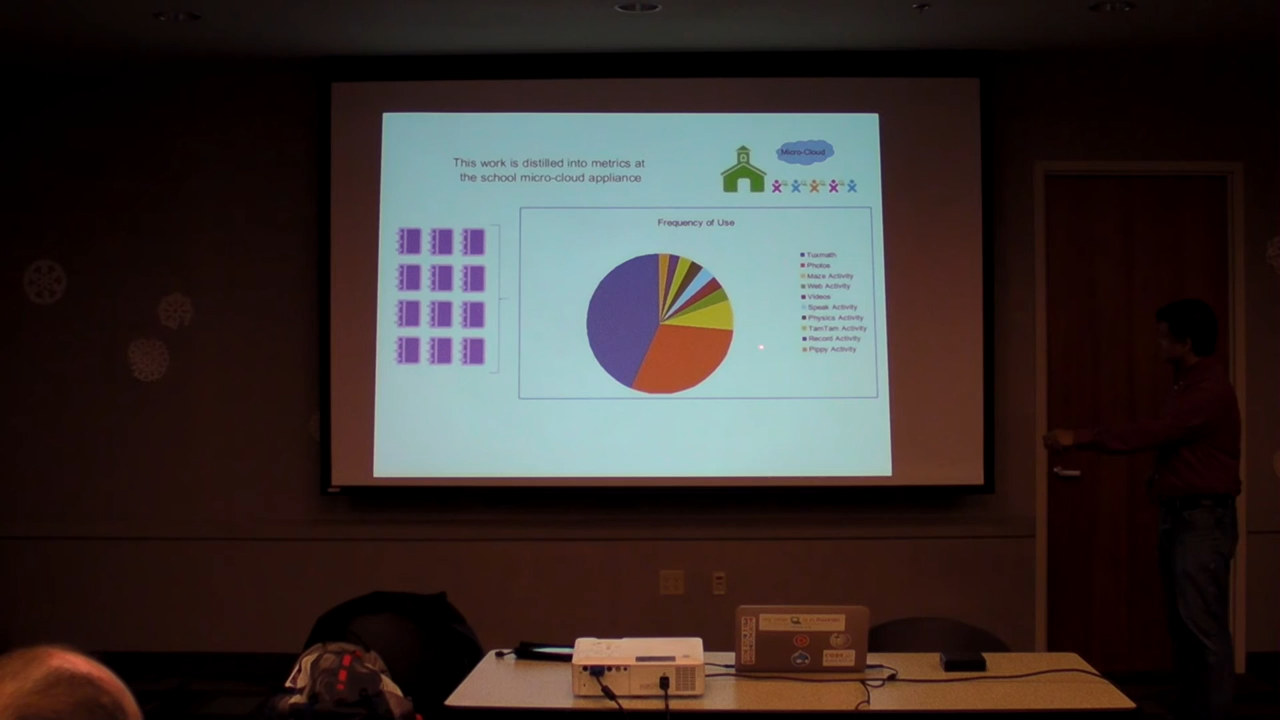 This work is distilled into metrics at
the school micro-cloud appliance
Micro-Cloud
Frequency of Use
Tuxmath
Photos
Maze Activity
Web Activity
Videos
Speak Activity
Physics Activity
TamTam Activity
Record Activity
Pippy Activity